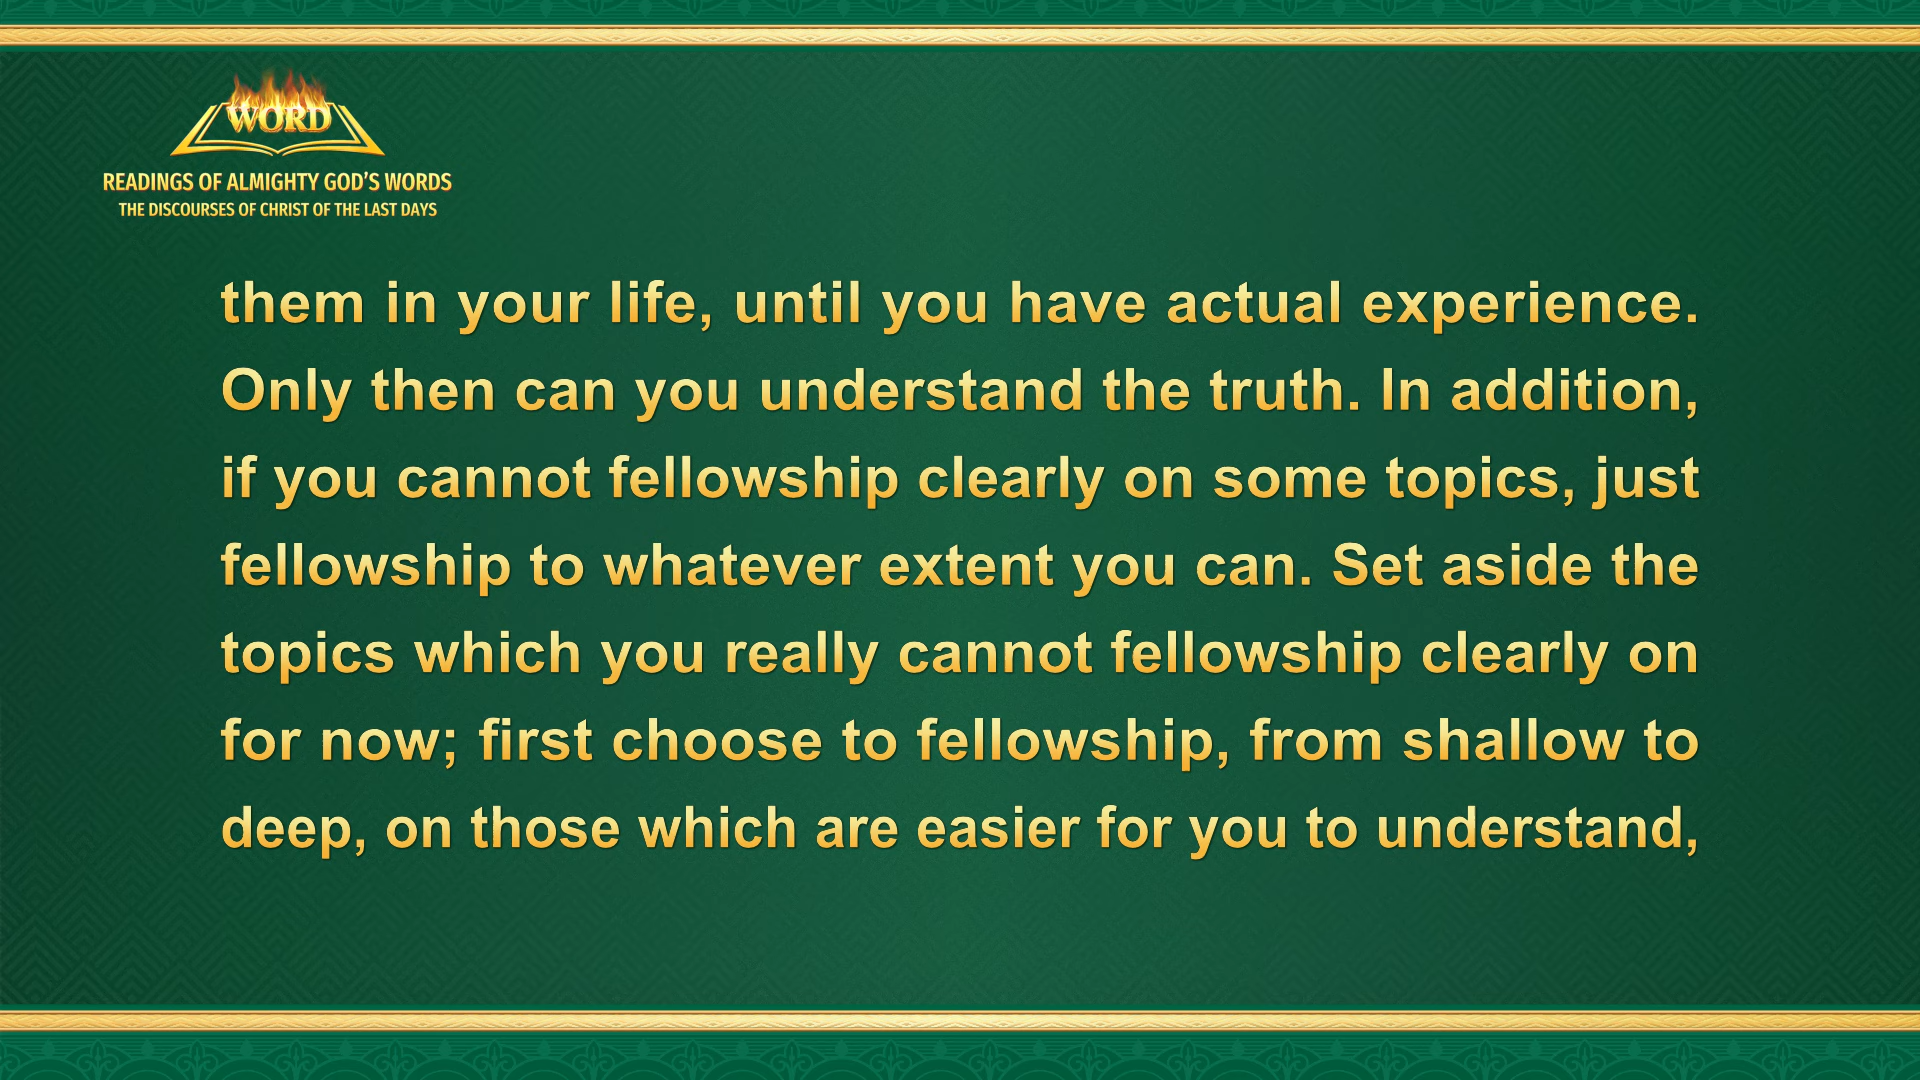 WORD
READINGS OF ALMIGHTY GOD'S WORDS
THE DISCOURSES OF CHRIST OF THE LAST DAYS
them in your life, until you have actual experience.
Only then can you understand the truth. In addition,
if you cannot fellowship clearly on some topics, just
fellowship to whatever extent you can. Set aside the
topics which you really cannot fellowship clearly on
for now; first choose to fellowship, from shallow to
deep, on those which are easier for you to understand,